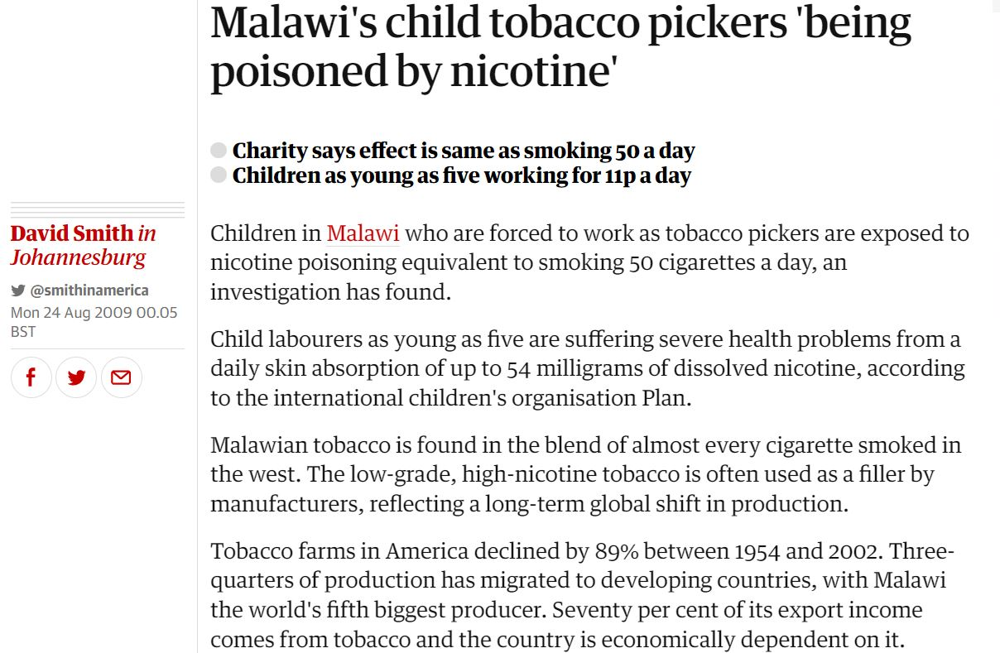 Malawi's child tobacco pickers 'being
poisoned by nicotine'
Charity says effect is same as smoking 50 a day
Children as young as five working for 11p a day
David Smith in
Johannesburg
@smithinamerica
Mon 24 Aug 2009 00.05
BST
Children in Malawi who are forced to work as tobacco pickers are exposed to
nicotine poisoning equivalent to smoking 50 cigarettes a day, an
investigation has found.
Child labourers as young as five are suffering severe health problems from a
daily skin absorption of up to 54 milligrams of dissolved nicotine, according
to the international children's organisation Plan.
Malawian tobacco is found in the blend of almost every cigarette smoked in
the west. The low-grade, high-nicotine tobacco is often used as a filler by
manufacturers, reflecting a long-term global shift in production.
Tobacco farms in America declined by 89% between 1954 and 2002. Three-
quarters of production has migrated to developing countries, with Malawi
the world's fifth biggest producer. Seventy per cent of its export income
comes from tobacco and the country is economically dependent on it.